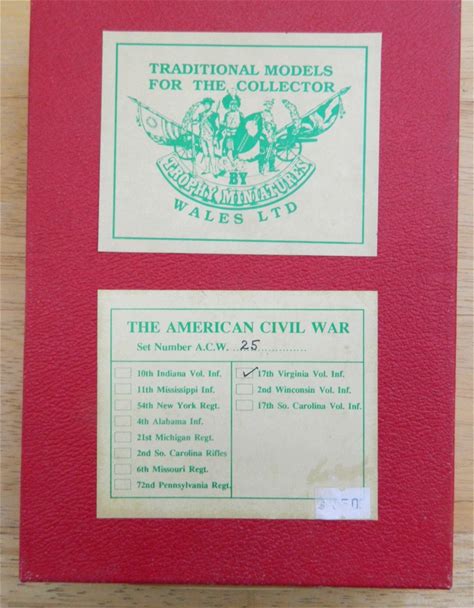 TRADITIONAL MODELS
FOR THE COLLECTOR
BY
TROPHY MINIATURES
WALES LTD
THE AMERICAN CIVIL WAR
Set Number A.C.W. 25
10th Indiana Vol. Inf.
11th Mississippi Inf.
54th New York Regt.
4th Alabama Inf.
21st Michigan Regt.
2nd So. Carolina Rifles
6th Missouri Regt.
72nd Pennsylvania Regt.
✓ 17th Virginia Vol. Inf.
2nd Winconsin Vol. Inf.
17th So. Carolina Vol. Inf.